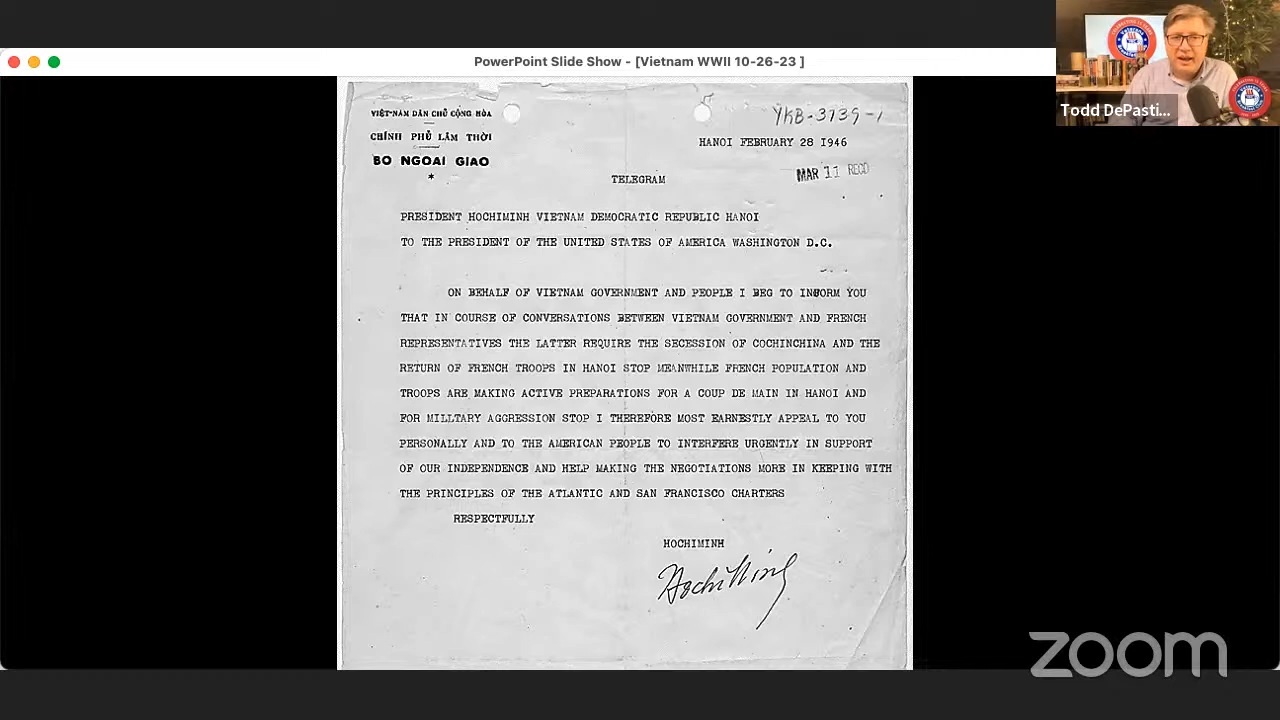 PowerPoint Slide Show - [Vietnam WWII 10-26-23 ]
Todd DePasti...
VIỆT-NAM DÂN CHỦ CỘNG HÒA
CHÍNH PHỦ LÂM THỜI
BO NGOAI GIAO
*
YKB-3739-1
HANOI FEBRUARY 28 1946
MAR 11 RECD
TELEGRAM
PRESIDENT HOCHIMINH VIETNAM DEMOCRATIC REPUBLIC HANOI
TO THE PRESIDENT OF THE UNITED STATES OF AMERICA WASHINGTON D.C.
ON BEHALF OF VIETNAM GOVERNMENT AND PEOPLE I BEG TO INFORM YOU
THAT IN COURSE OF CONVERSATIONS BETWEEN VIETNAM GOVERNMENT AND FRENCH
REPRESENTATIVES THE LATTER REQUIRE THE SECESSION OF COCHINCHINA AND THE
RETURN OF FRENCH TROOPS IN HANOI STOP MEANWHILE FRENCH POPULATION AND
TROOPS ARE MAKING ACTIVE PREPARATIONS FOR A COUP DE MAIN IN HANOI AND
FOR MILITARY AGGRESSION STOP I THEREFORE MOST EARNESTLY APPEAL TO YOU
PERSONALLY AND TO THE AMERICAN PEOPLE TO INTERFERE URGENTLY IN SUPPORT
OF OUR INDEPENDENCE AND HELP MAKING THE NEGOTIATIONS MORE IN KEEPING WITH
THE PRINCIPLES OF THE ATLANTIC AND SAN FRANCISCO CHARTERS
RESPECTFULLY
HOCHIMINH
HochiMinh
zoom